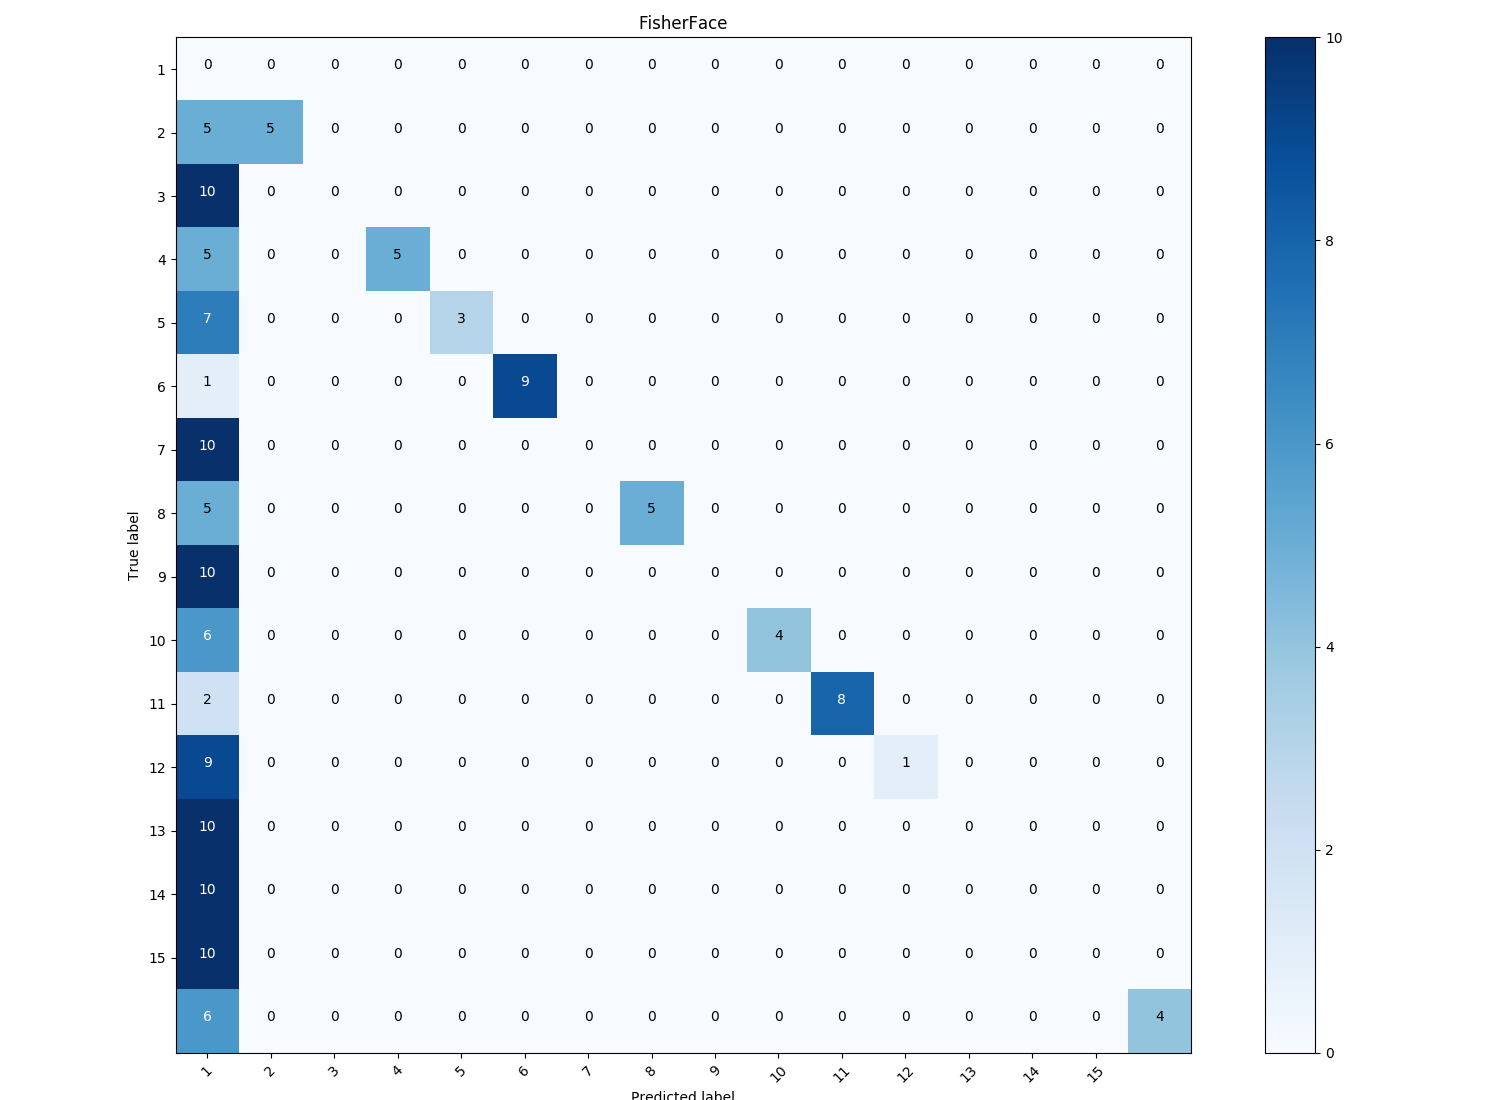 FisherFace
1 0 0 0 0 0 0 0 0 0 0 0 0 0 0 0 0
2 5 5 0 0 0 0 0 0 0 0 0 0 0 0 0 0
3 10 0 0 0 0 0 0 0 0 0 0 0 0 0 0 0
4 5 0 0 5 0 0 0 0 0 0 0 0 0 0 0 0
5 7 0 0 0 3 0 0 0 0 0 0 0 0 0 0 0
6 1 0 0 0 0 9 0 0 0 0 0 0 0 0 0 0
7 10 0 0 0 0 0 0 0 0 0 0 0 0 0 0 0
8 5 0 0 0 0 0 0 5 0 0 0 0 0 0 0 0
True label
9 10 0 0 0 0 0 0 0 0 0 0 0 0 0 0 0
10 6 0 0 0 0 0 0 0 0 4 0 0 0 0 0 0
11 2 0 0 0 0 0 0 0 0 0 8 0 0 0 0 0
12 9 0 0 0 0 0 0 0 0 0 0 1 0 0 0 0
13 10 0 0 0 0 0 0 0 0 0 0 0 0 0 0 0
14 10 0 0 0 0 0 0 0 0 0 0 0 0 0 0 0
15 10 0 0 0 0 0 0 0 0 0 0 0 0 0 0 0
6 0 0 0 0 0 0 0 0 0 0 0 0 0 0 4
1 2 3 4 5 6 7 8 9 10 11 12 13 14 15
Predicted label
10
8
6
4
2
0